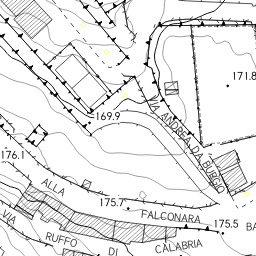 171.8
VIA ANDREA DA BURGIO
169.9
176.1
ALLA
175.7
FALCONARA
175.5
BA
VIA
RUFFO
DI
CALABRIA